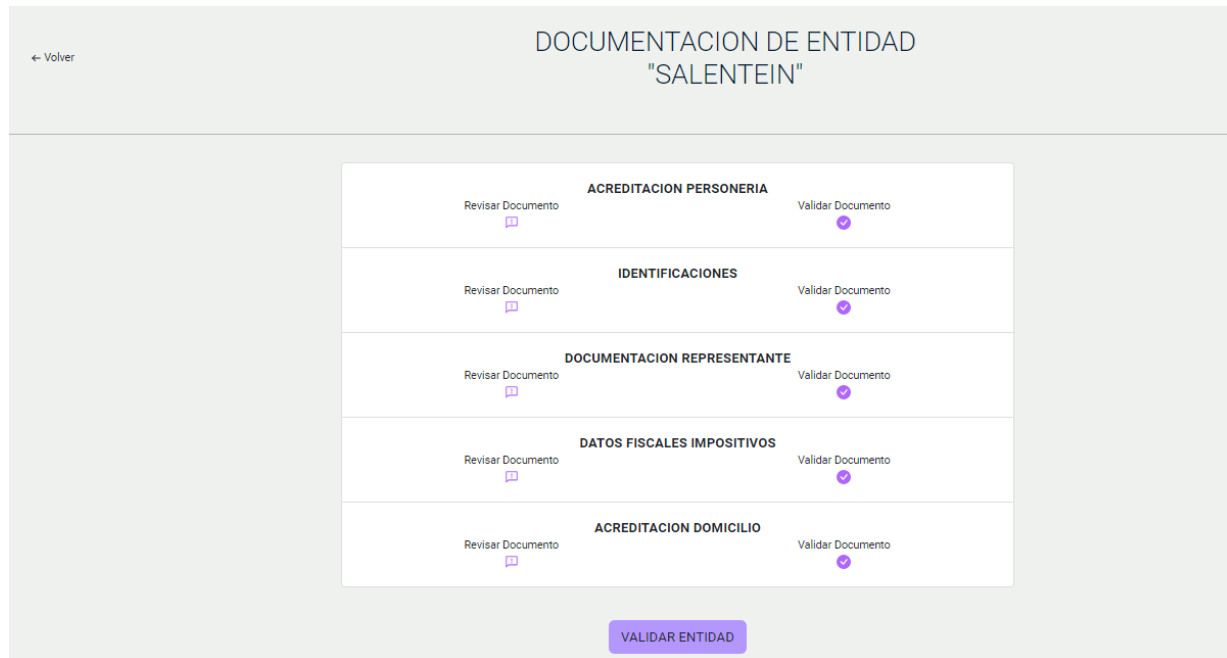 ← Volver
DOCUMENTACION DE ENTIDAD
"SALENTEIN"
ACREDITACION PERSONERIA
Revisar Documento Validar Documento
IDENTIFICACIONES
Revisar Documento Validar Documento
DOCUMENTACION REPRESENTANTE
Revisar Documento Validar Documento
DATOS FISCALES IMPOSITIVOS
Revisar Documento Validar Documento
ACREDITACION DOMICILIO
Revisar Documento Validar Documento
VALIDAR ENTIDAD